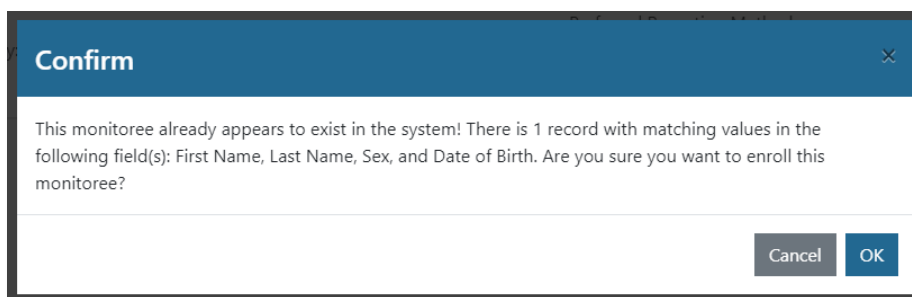 Confirm
×
This monitoree already appears to exist in the system! There is 1 record with matching values in the
following field(s): First Name, Last Name, Sex, and Date of Birth. Are you sure you want to enroll this
monitoree?
Cancel OK